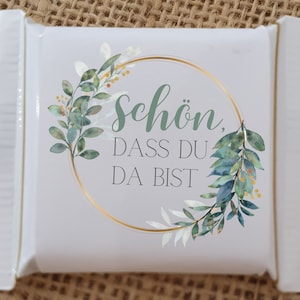 schön,
DASS DU
DA BIST